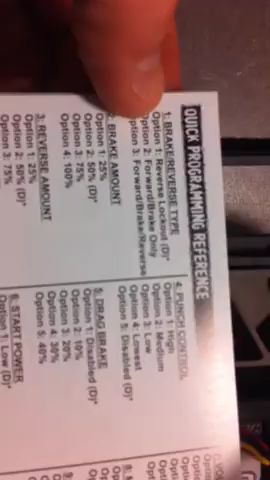 QUICK PROGRAMMING REFERENCE
1: BRAKE/REVERSE TYPE
Option 1: Reverse Lockout (D)*
Option 2: Forward/Brake Only
Option 3: Forward/Brake/Reverse
2: BRAKE AMOUNT
Option 1: 25%
Option 2: 50% (D)*
Option 3: 75%
Option 4: 100%
3: REVERSE AMOUNT
Option 1: 25%
Option 2: 50% (D)*
Option 3: 75%
4: PUNCH CONTROL
Option 1: High
Option 2: Medium
Option 3: Low
Option 4: Lowest
Option 5: Disabled (D)*
5: DRAG BRAKE
Option 1: Disabled (D)*
Option 2: 10%
Option 3: 20%
Option 4: 30%
Option 5: 40%
6: START POWER
Option 1: Low (D)*